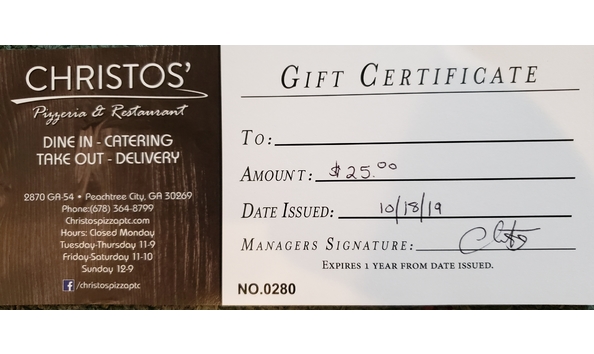 CHRISTOS'
Pizzeria & Restaurant
DINE IN - CATERING
TAKE OUT - DELIVERY
2870 GA-54 • Peachtree City, GA 30269
Phone:(678) 364-8799
Christospizzaptc.com
Hours: Closed Monday
Tuesday-Thursday 11-9
Friday-Saturday 11-10
Sunday 12-9
f /christospizzaptc
GIFT CERTIFICATE
TO:
AMOUNT: $25.00
DATE ISSUED: 10/18/19
MANAGERS SIGNATURE:
EXPIRES 1 YEAR FROM DATE ISSUED.
NO.0280